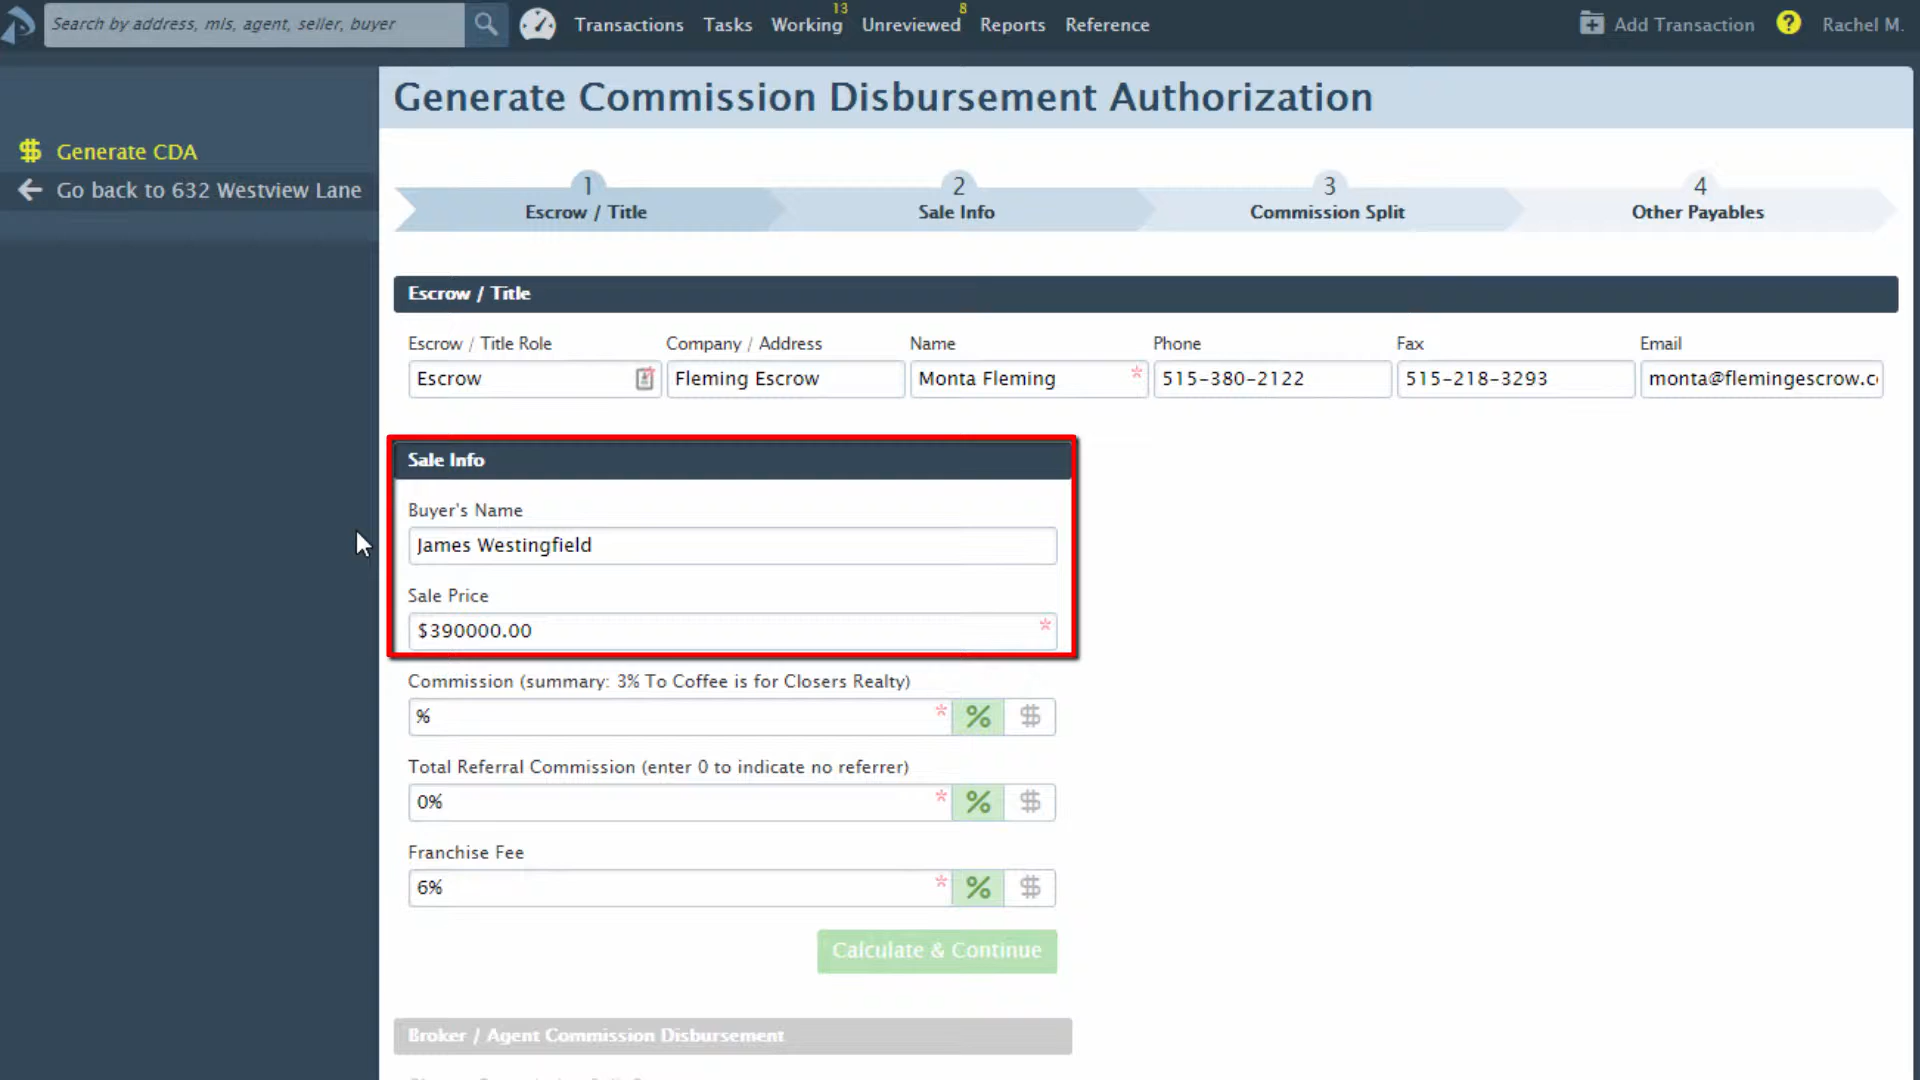 Search by address, mls, agent, seller, buyer
Transactions
Tasks
Working 13
Unreviewed 8
Reports
Reference
Add Transaction
?
Rachel M.
Generate Commission Disbursement Authorization
Generate CDA
Go back to 632 Westview Lane
1
Escrow / Title
2
Sale Info
3
Commission Split
4
Other Payables
Escrow / Title
Escrow / Title Role
Company / Address
Name
Phone
Fax
Email
Escrow
Fleming Escrow
Monta Fleming *
515-380-2122
515-218-3293
monta@flemingescrow.c
Sale Info
Buyer's Name
James Westingfield
Sale Price
$390000.00 *
Commission (summary: 3% To Coffee is for Closers Realty)
% * % $
Total Referral Commission (enter 0 to indicate no referrer)
0% * % $
Franchise Fee
6% * % $
Calculate & Continue
Broker / Agent Commission Disbursement